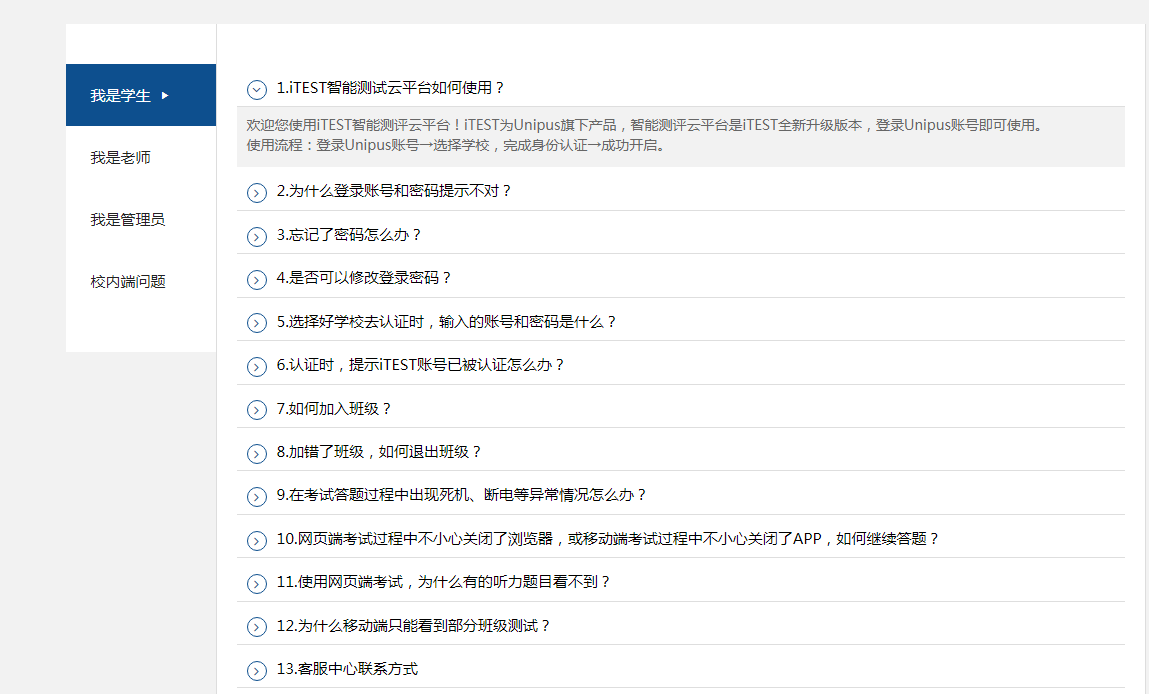 我是学生
我是老师
我是管理员
校内端问题
1.iTEST智能测试云平台如何使用？
欢迎您使用iTEST智能测评云平台！iTEST为Unipus旗下产品，智能测评云平台是iTEST全新升级版本，登录Unipus账号即可使用。
使用流程：登录Unipus账号→选择学校，完成身份认证→成功开启。
2.为什么登录账号和密码提示不对？
3.忘记了密码怎么办？
4.是否可以修改登录密码？
5.选择好学校去认证时，输入的账号和密码是什么？
6.认证时，提示iTEST账号已被认证怎么办？
7.如何加入班级？
8.加错了班级，如何退出班级？
9.在考试答题过程中出现死机、断电等异常情况怎么办？
10.网页端考试过程中不小心关闭了浏览器，或移动端考试过程中不小心关闭了APP，如何继续答题？
11.使用网页端考试，为什么有的听力题目看不到？
12.为什么移动端只能看到部分班级测试？
13.客服中心联系方式